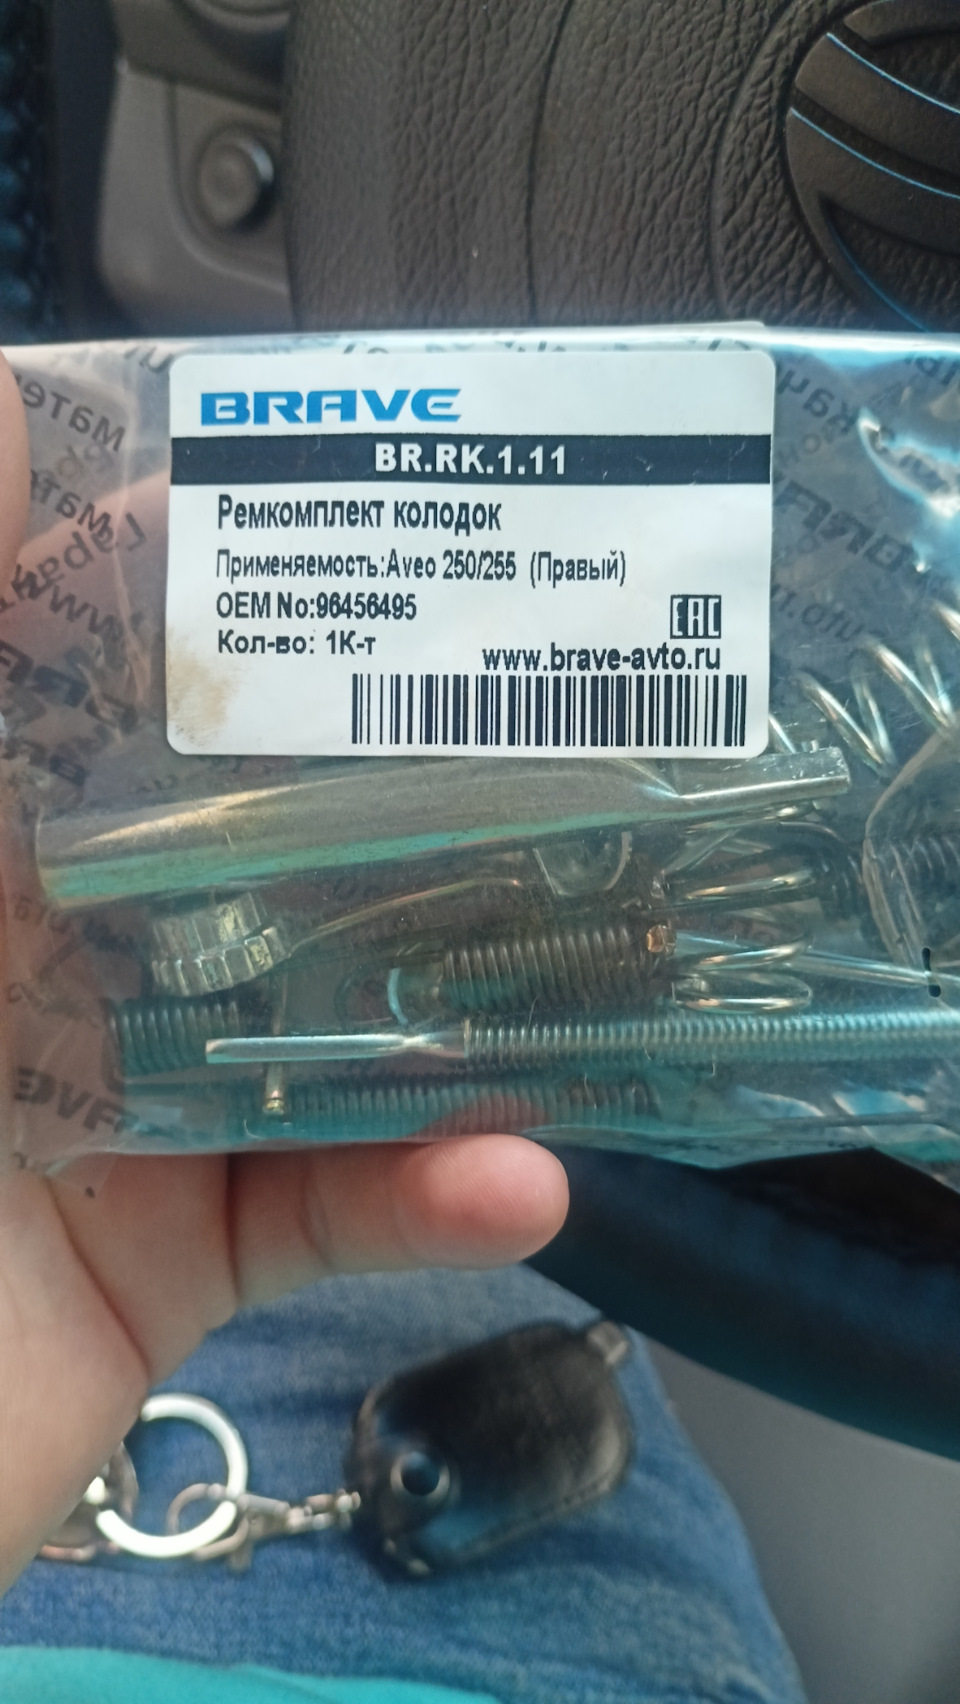 BRAVE
BR.RK.1.11
Ремкомплект колодок
Применяемость:Aveo 250/255 (Правый)
OEM No:96456495
EAC
Кол-во: 1К-т
www.brave-avto.ru